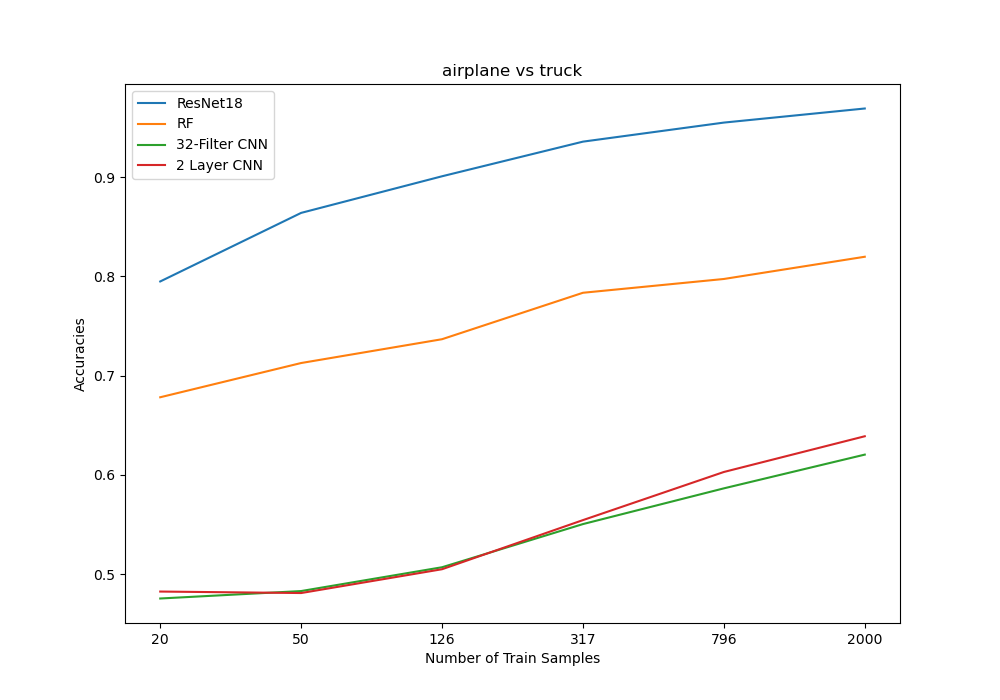 airplane vs truck
ResNet18
RF
32-Filter CNN
2 Layer CNN
Accuracies
0.9
0.8
0.7
0.6
0.5
20 50 126 317 796 2000
Number of Train Samples